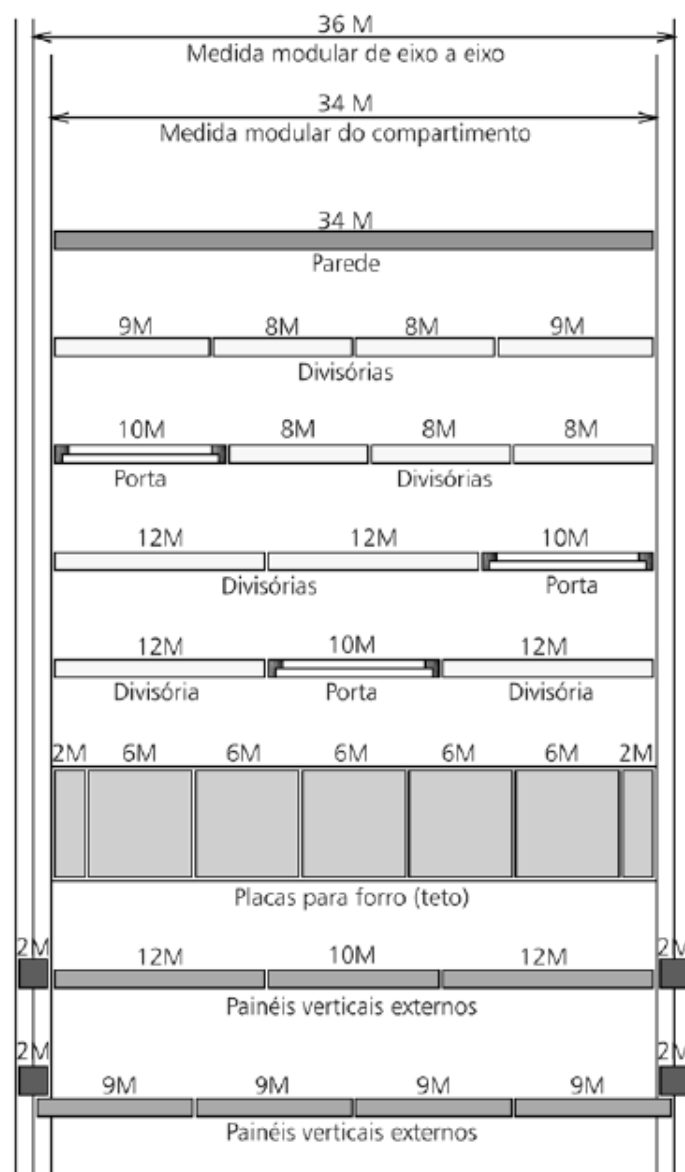 36 M
Medida modular de eixo a eixo
34 M
Medida modular do compartimento
34 M
Parede
9M 8M 8M 9M
Divisórias
10M 8M 8M 8M
Porta Divisórias
12M 12M 10M
Divisórias Porta
12M 10M 12M
Divisória Porta Divisória
2M 6M 6M 6M 6M 6M 2M
Placas para forro (teto)
2M 12M 10M 12M 2M
Painéis verticais externos
2M 2M
9M 9M 9M 9M
Painéis verticais externos